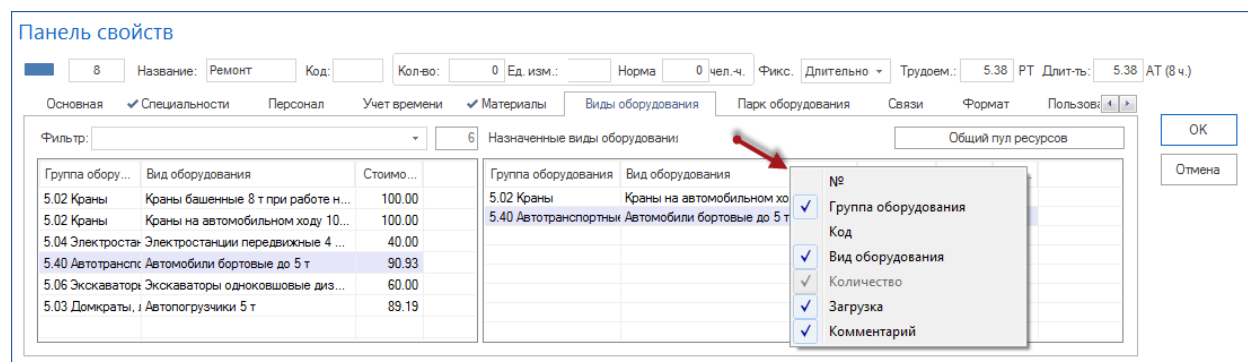 Панель свойств
8 Название: Ремонт Код: Кол-во: 0 Ед. изм.: Норма 0 чел.-ч. Фикс. Длительно Трудоем.: 5.38 РТ Длит-ть: 5.38 АТ (8 ч.)
Основная ✓Специальности Персонал Учет времени ✓Материалы Виды оборудования Парк оборудования Связи Формат Пользова
Фильтр: 6 Назначенные виды оборудовани Общий пул ресурсов
ОК
Отмена
Группа обору... Вид оборудования Стоимо...
5.02 Краны Краны башенные 8 т при работе н... 100.00
5.02 Краны Краны на автомобильном ходу 10... 100.00
5.04 Электростан Электростанции передвижные 4 ... 40.00
5.40 Автотранспо Автомобили бортовые до 5 т 90.93
5.06 Экскаваторы Экскаваторы одноковшовые диз... 60.00
5.03 Домкраты, Автопогрузчики 5 т 89.19
Группа оборудования Вид оборудования
5.02 Краны Краны на автомобильном хо
5.40 Автотранспортные Автомобили бортовые до 5 т
№
Группа оборудования
Код
Вид оборудования
Количество
Загрузка
Комментарий